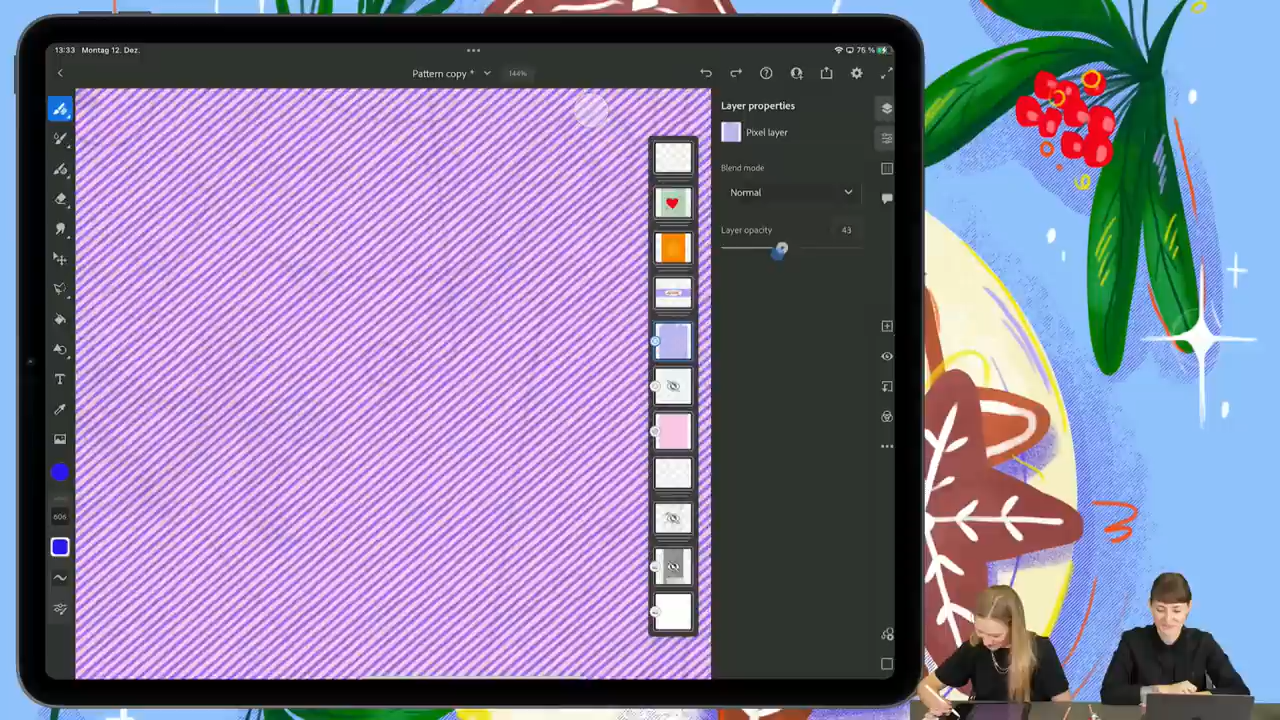 13:33 Montag 12. Dez.
76 %
Pattern copy *
144%
Layer properties
Pixel layer
Blend mode
Normal
Layer opacity
43
606
T